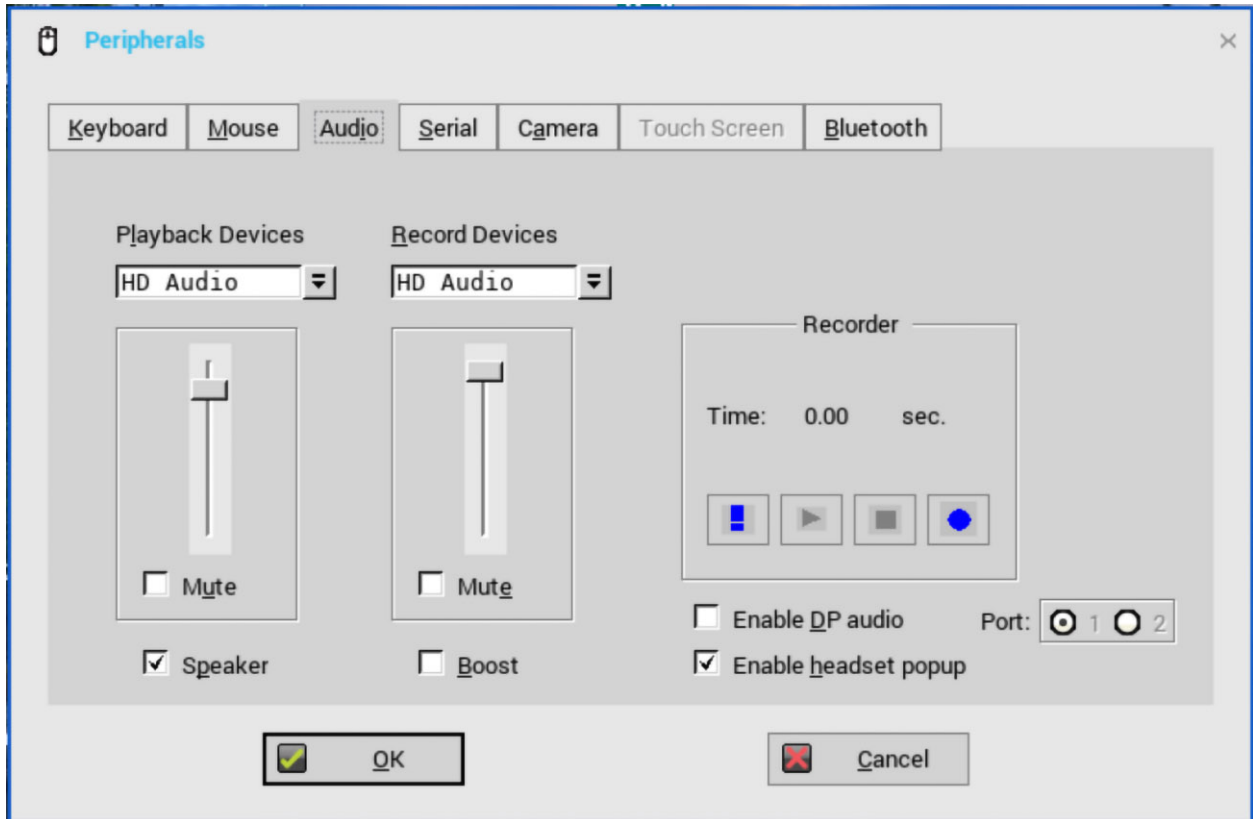 Peripherals
Keyboard Mouse Audio Serial Camera Touch Screen Bluetooth
Playback Devices Record Devices
HD Audio HD Audio
Recorder
Time: 0.00 sec.
Mute Mute
Enable DP audio Port: 1 2
Speaker Boost Enable headset popup
OK Cancel